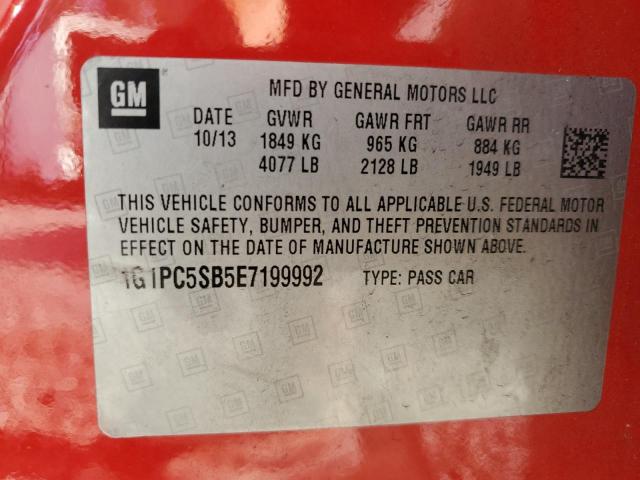 GM
MFD BY GENERAL MOTORS LLC
DATE GVWR GAWR FRT GAWR RR
10/13 1849 KG 965 KG 884 KG
4077 LB 2128 LB 1949 LB
THIS VEHICLE CONFORMS TO ALL APPLICABLE U.S. FEDERAL MOTOR
VEHICLE SAFETY, BUMPER, AND THEFT PREVENTION STANDARDS IN
EFFECT ON THE DATE OF MANUFACTURE SHOWN ABOVE.
1G1PC5SB5E7199992 TYPE: PASS CAR